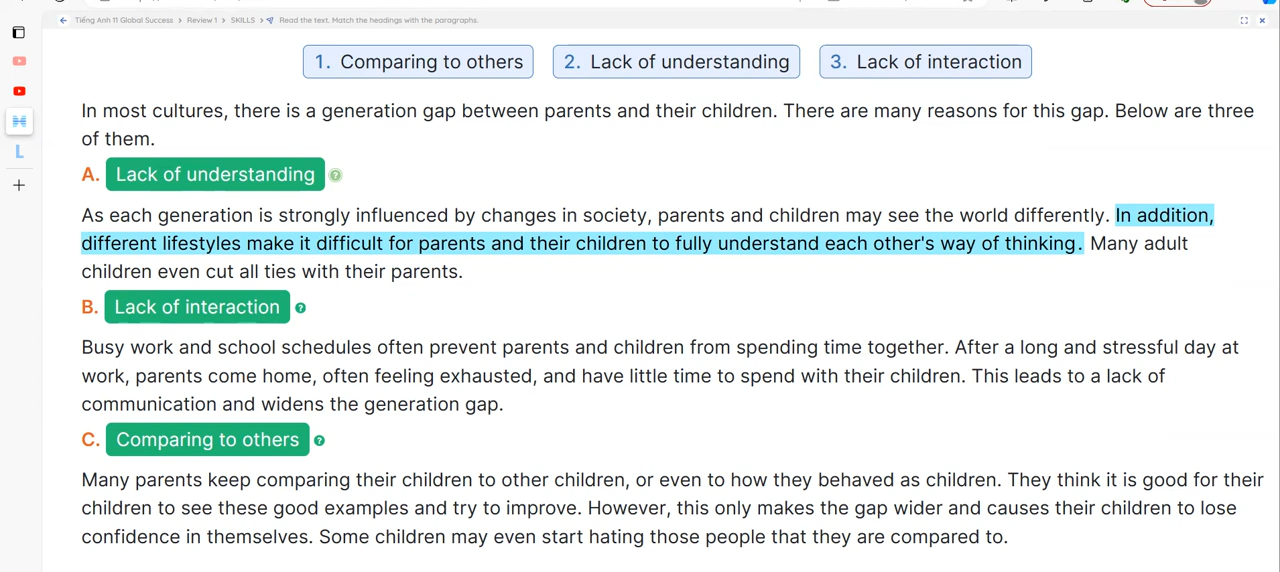 Tiếng Anh 11 Global Success > Review 1 > SKILLS > Read the text. Match the headings with the paragraphs.
1. Comparing to others 2. Lack of understanding 3. Lack of interaction
In most cultures, there is a generation gap between parents and their children. There are many reasons for this gap. Below are three
of them.
A. Lack of understanding ?
As each generation is strongly influenced by changes in society, parents and children may see the world differently. In addition,
different lifestyles make it difficult for parents and their children to fully understand each other's way of thinking. Many adult
children even cut all ties with their parents.
B. Lack of interaction ?
Busy work and school schedules often prevent parents and children from spending time together. After a long and stressful day at
work, parents come home, often feeling exhausted, and have little time to spend with their children. This leads to a lack of
communication and widens the generation gap.
C. Comparing to others ?
Many parents keep comparing their children to other children, or even to how they behaved as children. They think it is good for their
children to see these good examples and try to improve. However, this only makes the gap wider and causes their children to lose
confidence in themselves. Some children may even start hating those people that they are compared to.